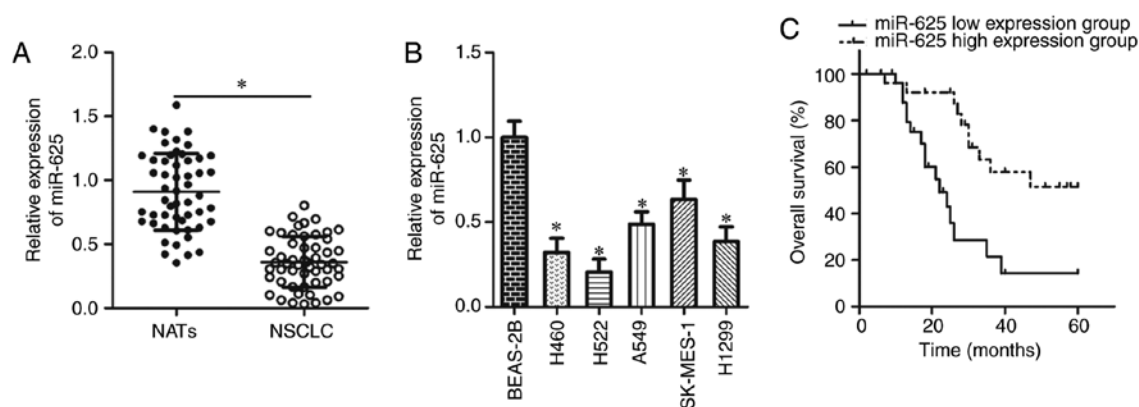 A
Relative expression
of miR-625
2.0
1.5
1.0
0.5
0.0
*
NATs
NSCLC
B
Relative expression
of miR-625
1.5
1.0
0.5
0.0
*
*
*
*
*
BEAS-2B
H460
H522
A549
SK-MES-1
H1299
C
miR-625 low expression group
miR-625 high expression group
Overall survival (%)
100
80
60
40
20
0
0
20
40
60
Time (months)